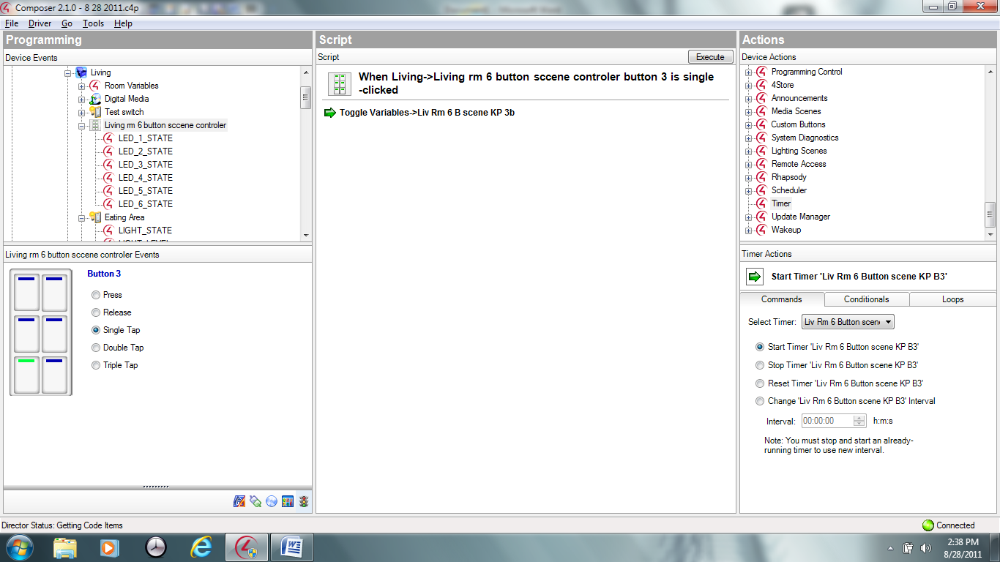 Composer 2.1.0 - 8 28 2011.c4p
File Driver Go Tools Help
Programming
Device Events
Living
Room Variables
Digital Media
Test switch
Living rm 6 button sccene controler
LED_1_STATE
LED_2_STATE
LED_3_STATE
LED_4_STATE
LED_5_STATE
LED_6_STATE
Eating Area
LIGHT_STATE
LIGHT_LEVEL
Living rm 6 button sccene controler Events
Button 3
Press
Release
Single Tap
Double Tap
Triple Tap
Script
Script
Execute
When Living->Living rm 6 button sccene controler button 3 is single
-clicked
Toggle Variables->Liv Rm 6 B scene KP 3b
Actions
Device Actions
Programming Control
4Store
Announcements
Media Scenes
Custom Buttons
System Diagnostics
Lighting Scenes
Remote Access
Rhapsody
Scheduler
Timer
Update Manager
Wakeup
Timer Actions
Start Timer 'Liv Rm 6 Button scene KP B3'
Commands Conditionals Loops
Select Timer: Liv Rm 6 Button scen
Start Timer 'Liv Rm 6 Button scene KP B3'
Stop Timer 'Liv Rm 6 Button scene KP B3'
Reset Timer 'Liv Rm 6 Button scene KP B3'
Change 'Liv Rm 6 Button scene KP B3' Interval
Interval: 00:00:00 h:m:s
Note: You must stop and start an already-
running timer to use new interval.
Director Status: Getting Code Items
Connected
2:38 PM
8/28/2011